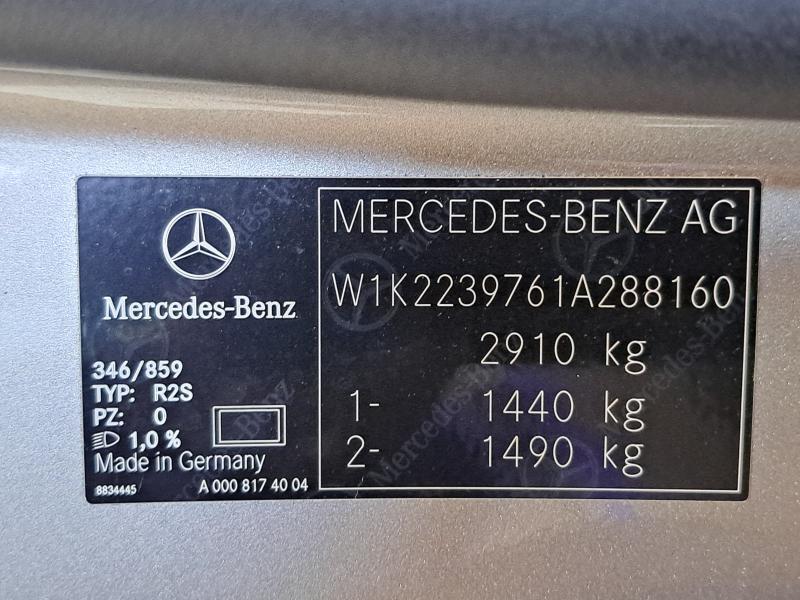 Mercedes-Benz
346/859
TYP: R2S
PZ: 0
1,0 %
Made in Germany
8834445
A 000 817 40 04
MERCEDES-BENZ AG
W1K2239761A288160
2910 kg
1- 1440 kg
2- 1490 kg